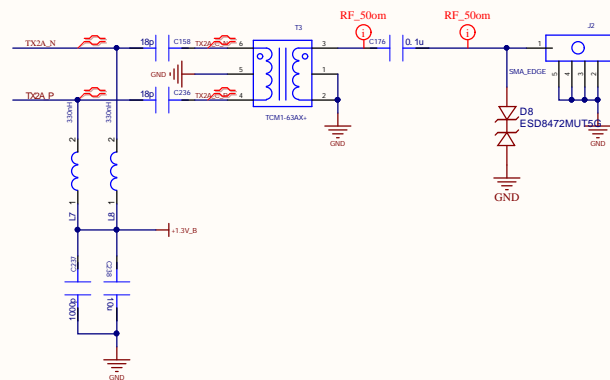 RF_50om
RF_50om
T3
J2
TX2A_N
18p
C158
6
3
C176
0.1u
1
GND
5
1
SMA_EDGE
5
4
3
2
TX2A_P
18p
C236
4
2
330nH
330nH
TCM1-63AX+
GND
GND
D8
ESD8472MUT5G
GND
2
2
1
1
L7
L8
+1.3V_B
C237
C238
1000p
10u
GND